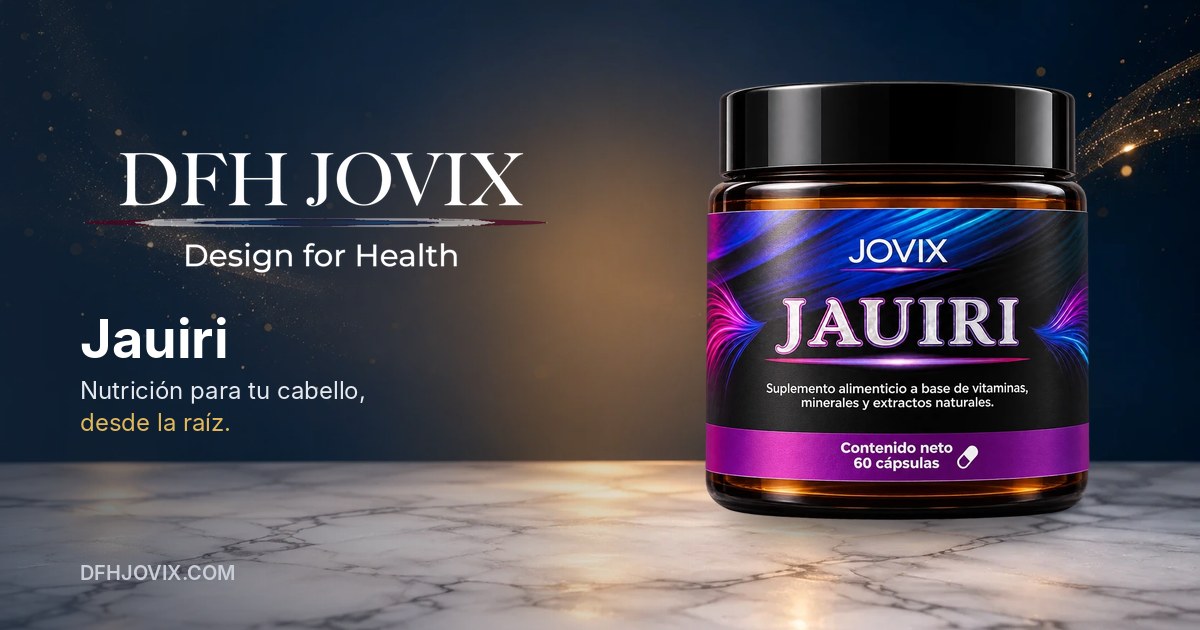 DFH JOVIX
Design for Health
Jauiri
Nutrición para tu cabello,
desde la raíz.
DFHJOVIX.COM
JOVIX
JAUIRI
Suplemento alimenticio a base de vitaminas,
minerales y extractos naturales.
Contenido neto
60 cápsulas